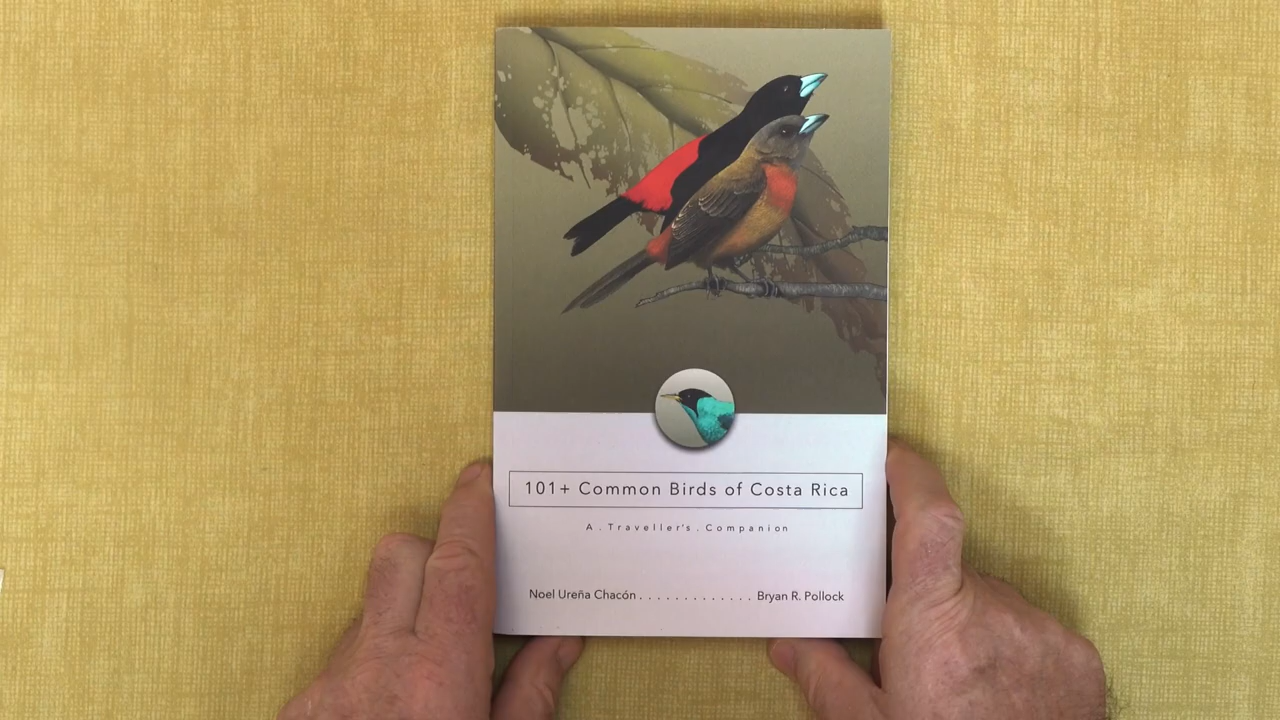 101+ Common Birds of Costa Rica
A . Traveller's . Companion
Noel Ureña Chacón . . . . . . . . . . . . . Bryan R. Pollock